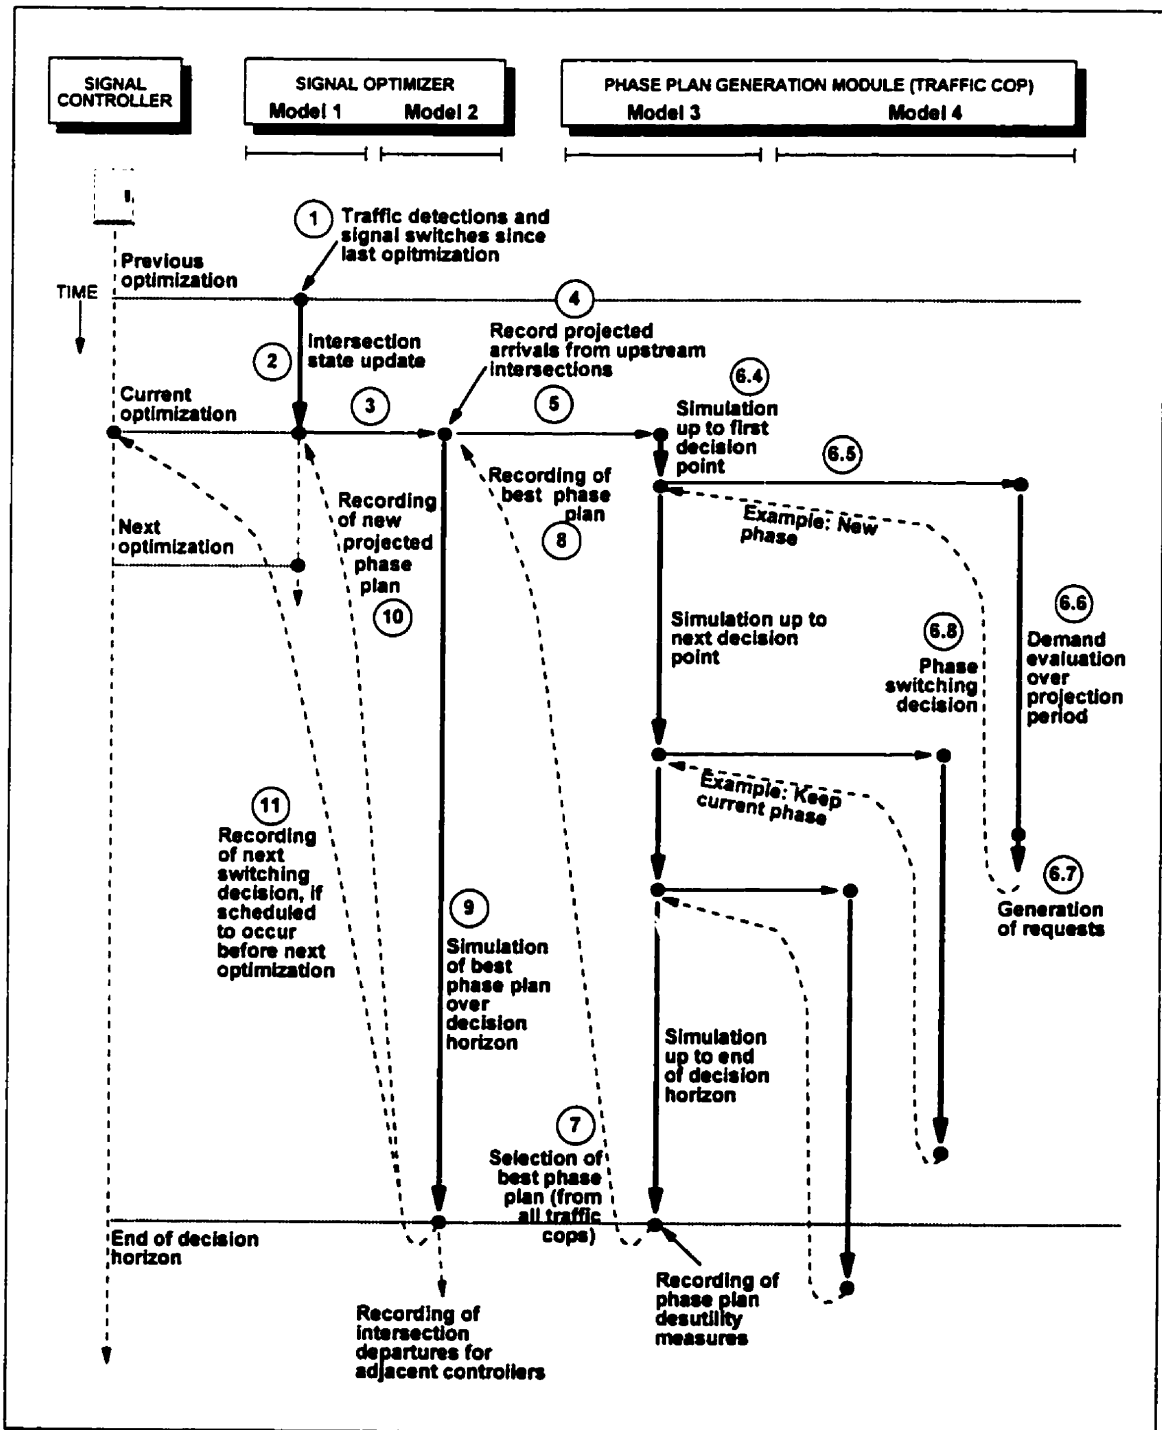 SIGNAL
CONTROLLER
SIGNAL OPTIMIZER
Model 1 Model 2
PHASE PLAN GENERATION MODULE (TRAFFIC COP)
Model 3 Model 4
1
Traffic detections and
signal switches since
last opitmization
Previous
optimization
TIME
4
Record projected
arrivals from upstream
intersections
2
Intersection
state update
6.4
Simulation
up to first
decision
point
Current
optimization
3
5
6.5
Recording of
best phase
plan
8
Example: New
phase
Recording
of new
projected
phase
plan
10
Next
optimization
6.6
Demand
evaluation
over
projection
period
Simulation up to
next decision
point
6.8
Phase
switching
decision
Example: Keep
current phase
11
Recording
of next
switching
decision, if
scheduled
to occur
before next
optimization
6.7
Generation
of requests
9
Simulation
of best
phase plan
over
decision
horizon
Simulation
up to end
of decision
horizon
7
Selection of
best phase
plan (from
all traffic
cops)
End of decision
horizon
Recording of
phase plan
desutility
measures
Recording of
intersection
departures for
adjacent controllers